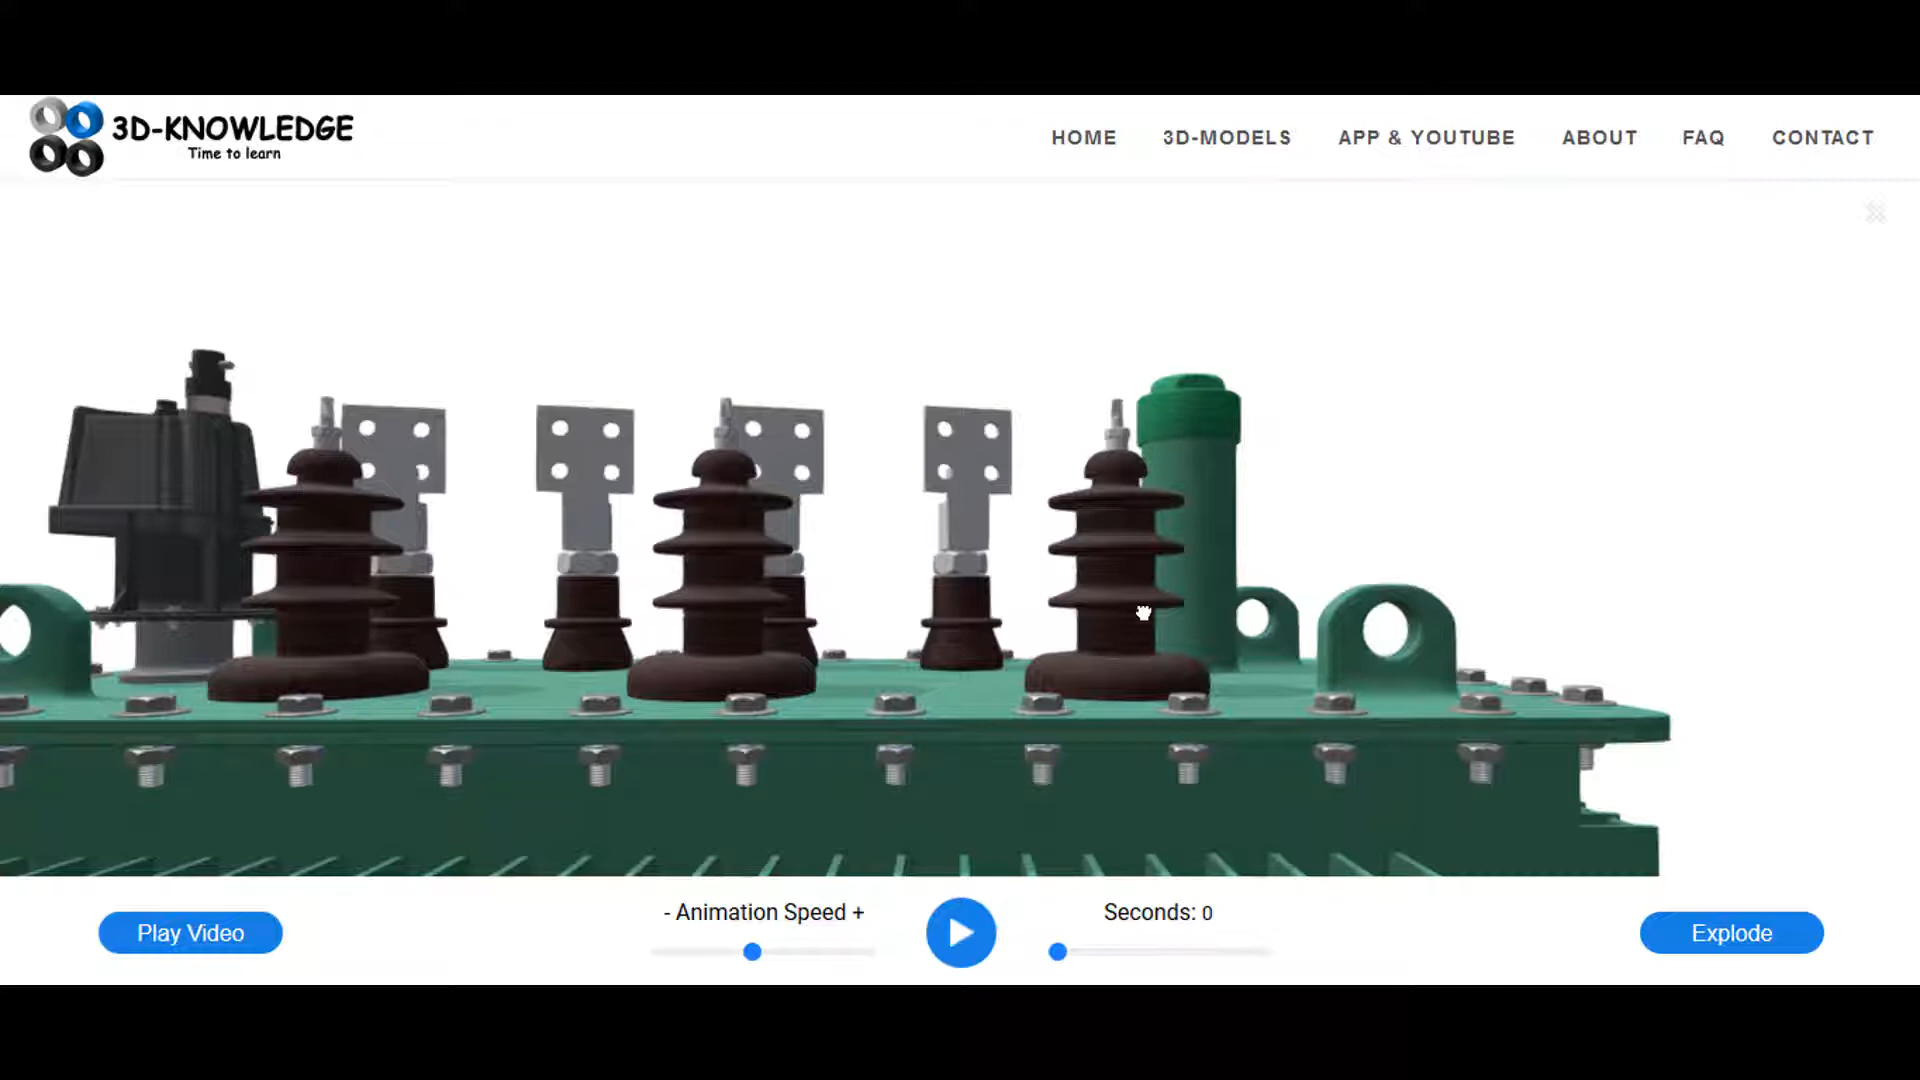 3D-KNOWLEDGE
Time to learn
HOME 3D-MODELS APP & YOUTUBE ABOUT FAQ CONTACT
Play Video
- Animation Speed +
Seconds: 0
Explode